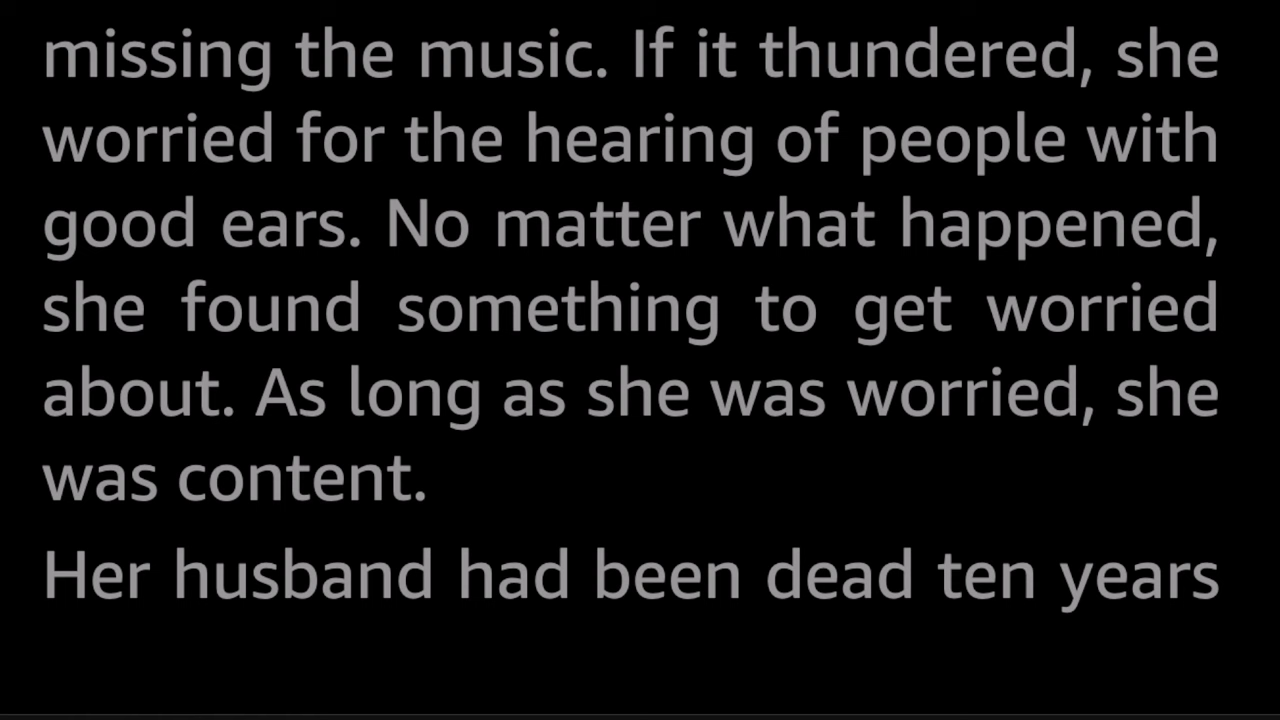 missing the music. If it thundered, she
worried for the hearing of people with
good ears. No matter what happened,
she found something to get worried
about. As long as she was worried, she
was content.
Her husband had been dead ten years